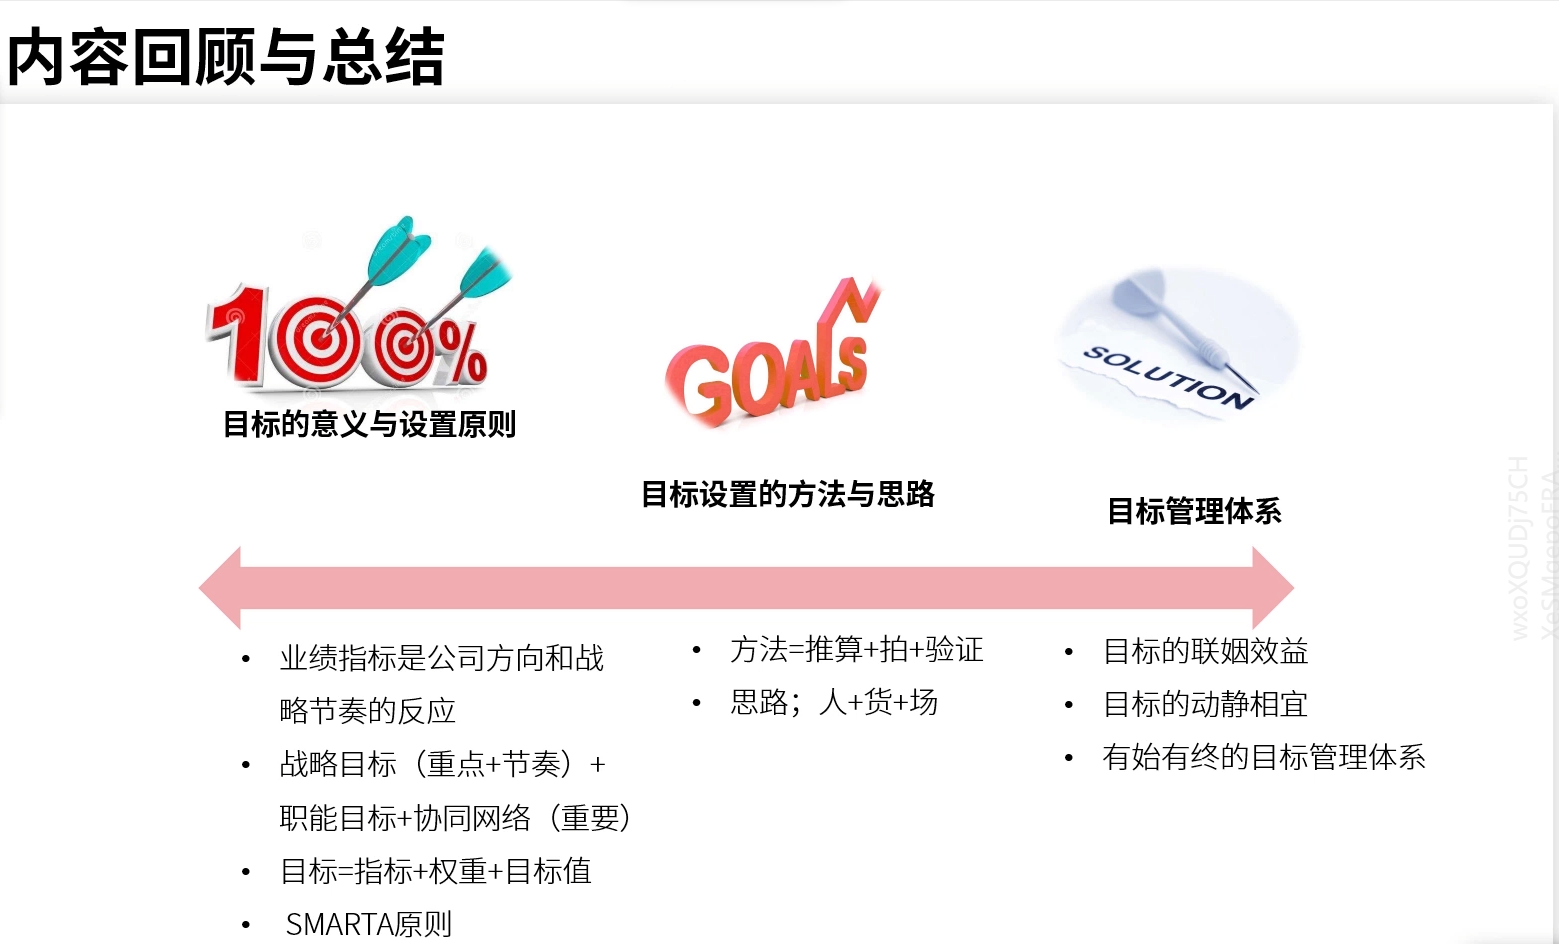 内容回顾与总结
100%
GOALS
SOLUTION
目标的意义与设置原则
目标设置的方法与思路
目标管理体系
• 业绩指标是公司方向和战
略节奏的反应
• 战略目标（重点+节奏）+
职能目标+协同网络（重要）
• 目标=指标+权重+目标值
• SMARTA原则
• 方法=推算+拍+验证
• 思路；人+货+场
• 目标的联姻效益
• 目标的动静相宜
• 有始有终的目标管理体系
wxoXQUDj75CH